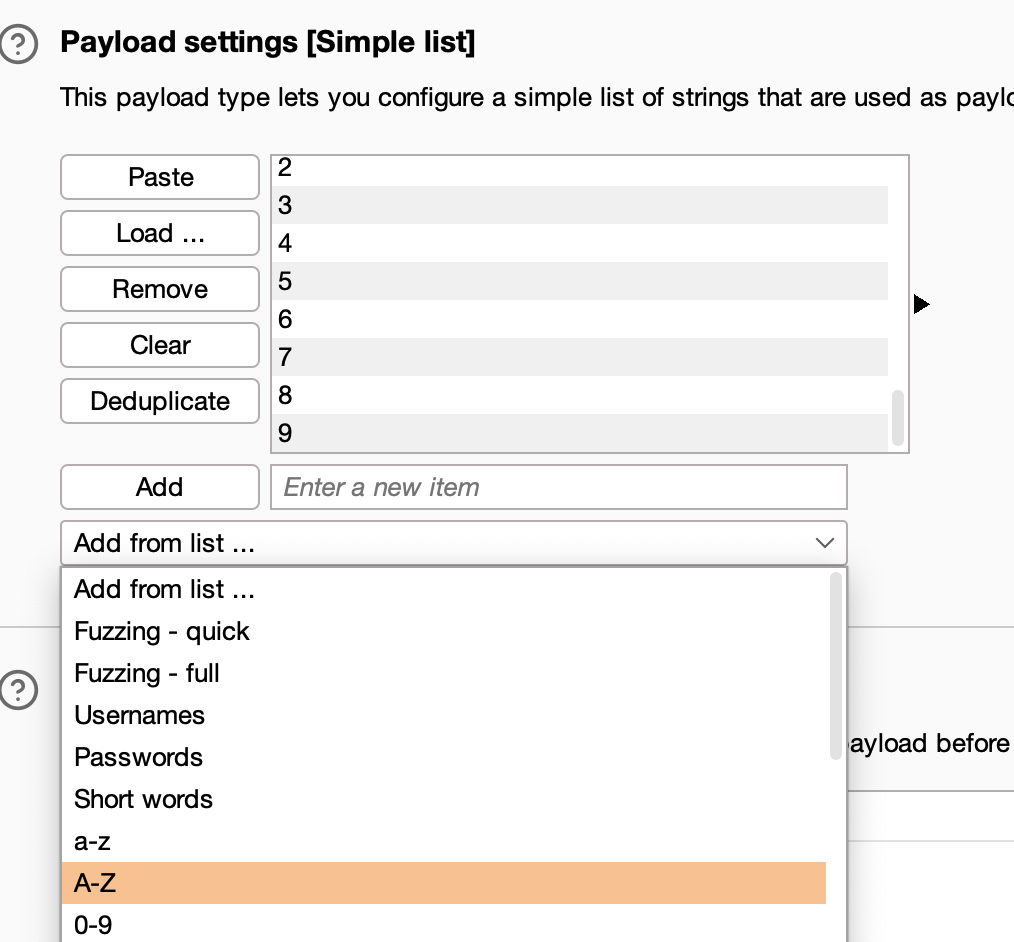 Payload settings [Simple list]
This payload type lets you configure a simple list of strings that are used as
Paste
2
3
Load ...
4
5
Remove
6
Clear
7
Deduplicate
8
9
Add
Enter a new item
Add from list ...
Add from list ...
Fuzzing - quick
Fuzzing - full
Usernames
Passwords
ayload before
Short words
a-z
A-Z
0-9